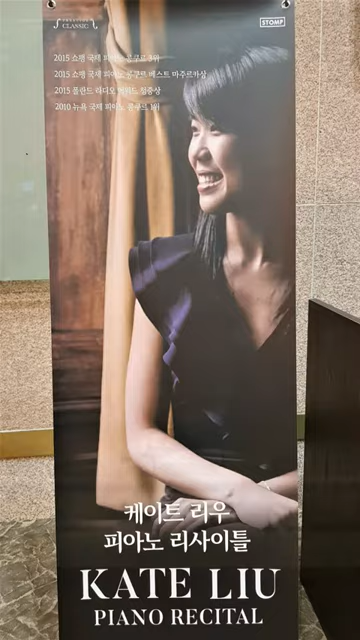 CLASSIC
STOMP
2015 쇼팽 국제 피아노 콩쿠르 3위
2015 쇼팽 국제 피아노 콩쿠르 베스트 마주르카상
2015 폴란드 라디오 청중상
2010 뉴욕 국제 피아노 콩쿠르 1위
케이트 리우
피아노 리사이틀
KATE LIU
PIANO RECITAL